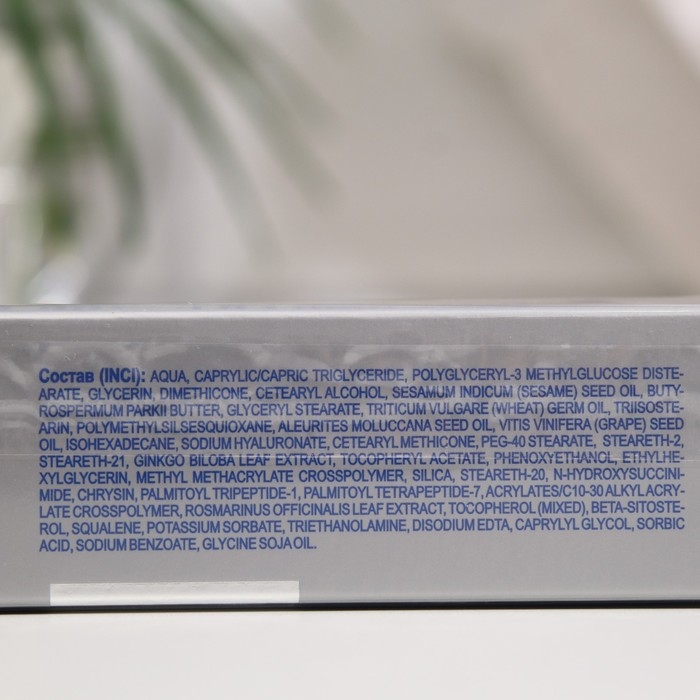 Состав (INCI): AQUA, CAPRYLIC/CAPRIC TRIGLYCERIDE, POLYGLYCERYL-3 METHYLGLUCOSE DISTE-
ARATE, GLYCERIN, DIMETHICONE, CETEARYL ALCOHOL, SESAMUM INDICUM (SESAME) SEED OIL, BUTY-
ROSPERMUM PARKII BUTTER, GLYCERYL STEARATE, TRITICUM VULGARE (WHEAT) GERM OIL, TRIISOSTE-
ARIN, POLYMETHYLSILSESQUIOXANE, ALEURITES MOLUCCANA SEED OIL, VITIS VINIFERA (GRAPE) SEED
OIL, ISOHEXADECANE, SODIUM HYALURONATE, CETEARYL METHICONE, PEG-40 STEARATE, STEARETH-2,
STEARETH-21, GINKGO BILOBA LEAF EXTRACT, TOCOPHERYL ACETATE, PHENOXYETHANOL, ETHYLHE-
XYLGLYCERIN, METHYL METHACRYLATE CROSSPOLYMER, SILICA, STEARETH-20, N-HYDROXYSUCCINI-
MIDE, CHRYSIN, PALMITOYL TRIPEPTIDE-1, PALMITOYL TETRAPEPTIDE-7, ACRYLATES/C10-30 ALKYL ACRY-
LATE CROSSPOLYMER, ROSMARINUS OFFICINALIS LEAF EXTRACT, TOCOPHEROL (MIXED), BETA-SITOSTE-
ROL, SQUALENE, POTASSIUM SORBATE, TRIETHANOLAMINE, DISODIUM EDTA, CAPRYLYL GLYCOL, SORBIC
ACID, SODIUM BENZOATE, GLYCINE SOJA OIL.